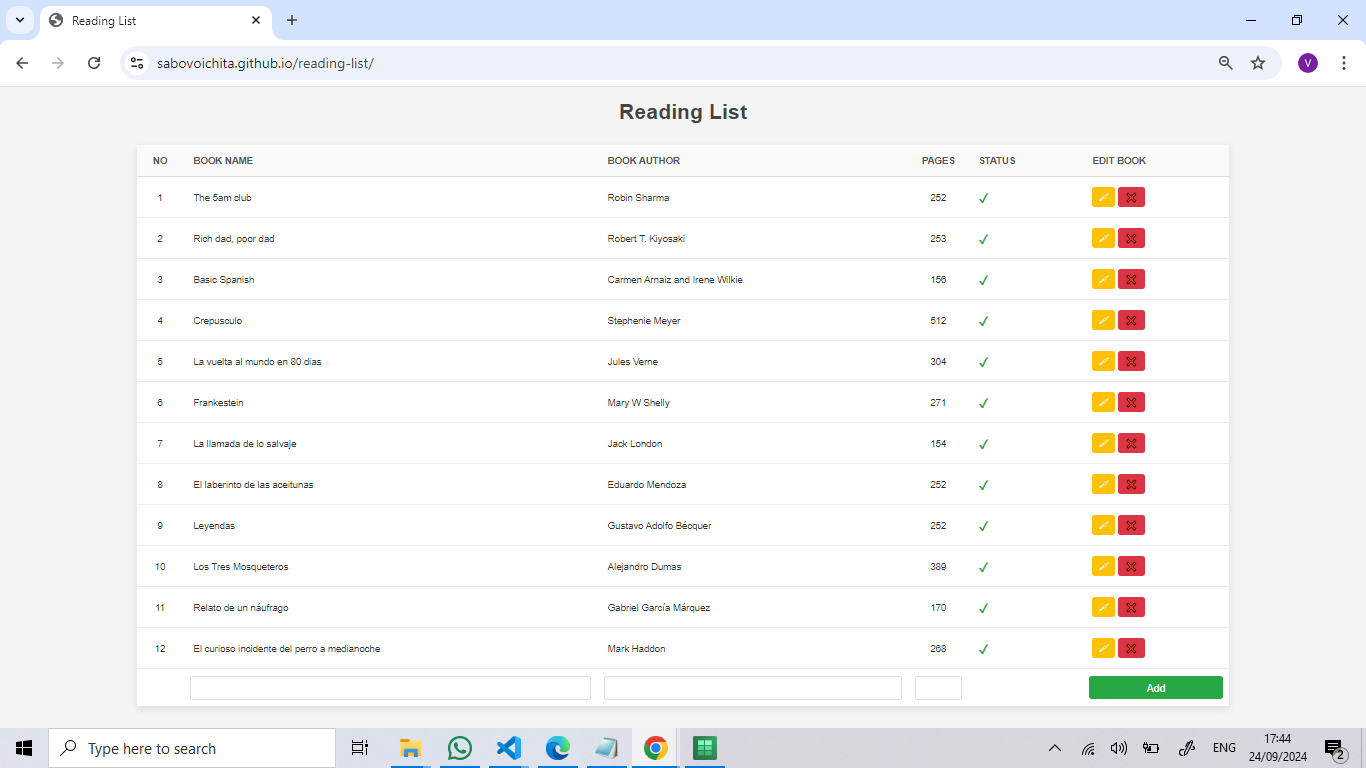 Reading List
sabovoichita.github.io/reading-list/
V
Reading List
NO BOOK NAME BOOK AUTHOR PAGES STATUS EDIT BOOK
1 The 5am club Robin Sharma 252
2 Rich dad, poor dad Robert T. Kiyosaki 253
3 Basic Spanish Carmen Arnaiz and Irene Wilkie 156
4 Crepusculo Stephenie Meyer 512
5 La vuelta al mundo en 80 dias Jules Verne 304
6 Frankestein Mary W Shelly 271
7 La llamada de lo salvaje Jack London 154
8 El laberinto de las aceitunas Eduardo Mendoza 252
9 Leyendas Gustavo Adolfo Bécquer 252
10 Los Tres Mosqueteros Alejandro Dumas 389
11 Relato de un náufrago Gabriel García Márquez 170
12 El curioso incidente del perro a medianoche Mark Haddon 268
Add
Type here to search
ENG
17:44
24/09/2024
2